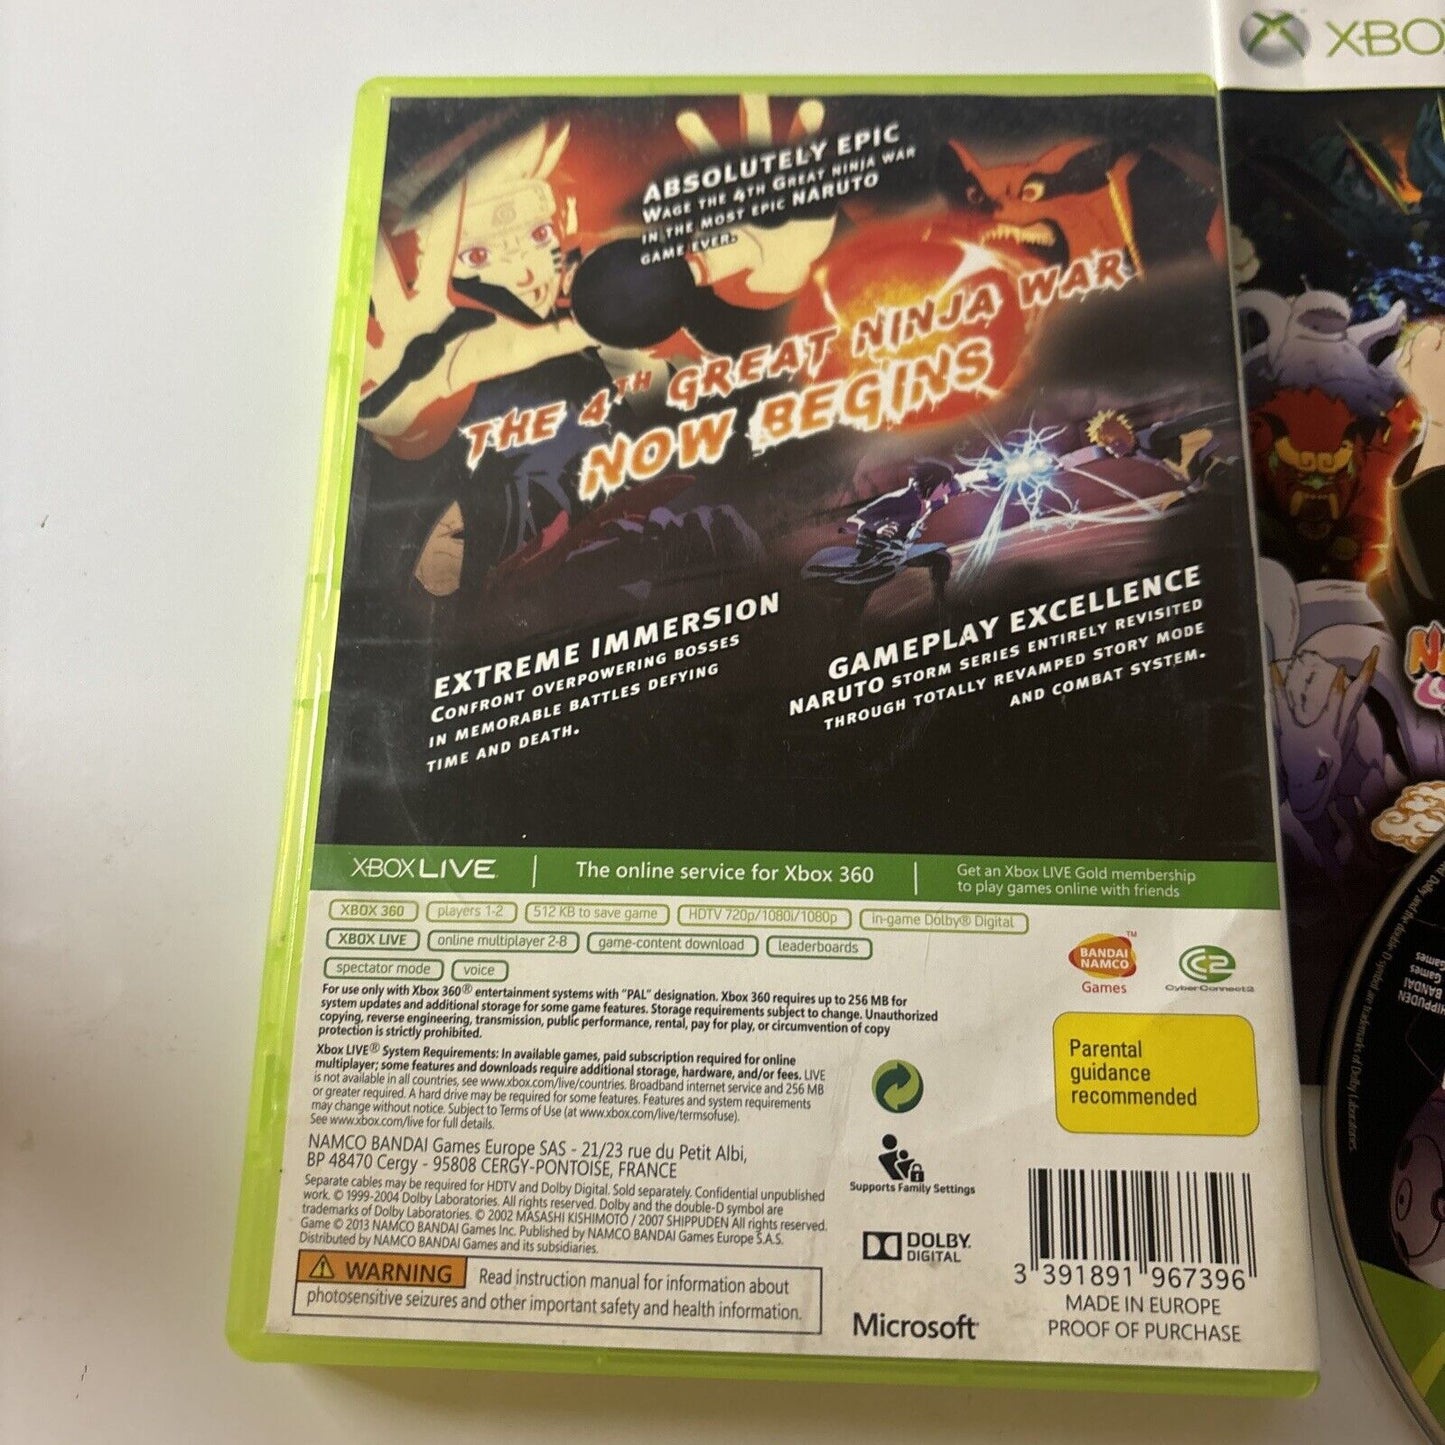 XBO
ABSOLUTELY EPIC
WAGE THE 4TH GREAT NINJA WAR
IN THE MOST EPIC NARUTO
GAME EVER.
THE 4TH GREAT NINJA WAR
NOW BEGINS
EXTREME IMMERSION
CONFRONT OVERPOWERING BOSSES
IN MEMORABLE BATTLES DEFYING
TIME AND DEATH.
GAMEPLAY EXCELLENCE
NARUTO STORM SERIES ENTIRELY REVISITED
THROUGH TOTALLY REVAMPED STORY MODE
AND COMBAT SYSTEM.
XBOX LIVE
The online service for Xbox 360
Get an Xbox LIVE Gold membership
to play games online with friends
XBOX 360 players 1-2 512 KB to save game HDTV 720p/1080i/1080p in-game Dolby® Digital
XBOX LIVE online multiplayer 2-8 game-content download leaderboards
spectator mode voice
BANDAI
NAMCO
Games
TM
CyberConnect2
For use only with Xbox 360® entertainment systems with "PAL" designation. Xbox 360 requires up to 256 MB for
system updates and additional storage for some game features. Storage requirements subject to change. Unauthorized
copying, reverse engineering, transmission, public performance, rental, pay for play, or circumvention of copy
protection is strictly prohibited.
Xbox LIVE® System Requirements: In available games, paid subscription required for online
multiplayer; some features and downloads require additional storage, hardware, and/or fees. LIVE
is not available in all countries, see www.xbox.com/live/countries. Broadband internet service and 256 MB
or greater required. A hard drive may be required for some features. Features and system requirements
may change without notice. Subject to Terms of Use (at www.xbox.com/live/termsofuse).
See www.xbox.com/live for full details.
Parental
guidance
recommended
NAMCO BANDAI Games Europe SAS - 21/23 rue du Petit Albi,
BP 48470 Cergy - 95808 CERGY-PONTOISE, FRANCE
Separate cables may be required for HDTV and Dolby Digital. Sold separately. Confidential unpublished
work. © 1999-2004 Dolby Laboratories. All rights reserved. Dolby and the double-D symbol are
trademarks of Dolby Laboratories. © 2002 MASASHI KISHIMOTO / 2007 SHIPPUDEN All rights reserved.
Game © 2013 NAMCO BANDAI Games Inc. Published by NAMCO BANDAI Games Europe S.A.S.
Distributed by NAMCO BANDAI Games and its subsidiaries.
Supports Family Settings
DOLBY.
DIGITAL
WARNING Read instruction manual for information about
photosensitive seizures and other important safety and health information.
Microsoft
3 391891 967396
MADE IN EUROPE
PROOF OF PURCHASE